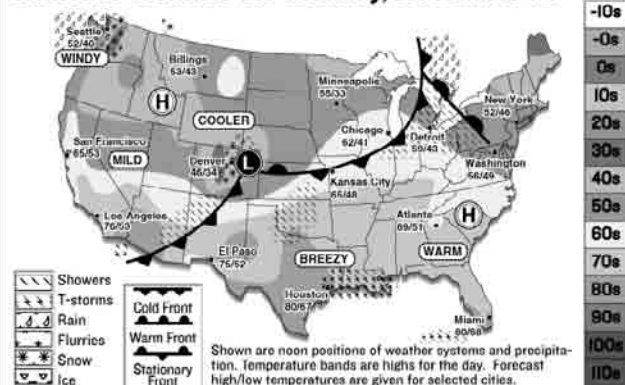 Seattle
52/40
WINDY
Billings
63/43
H
COOLER
Minneapolis
55/33
New York
52/46
San Francisco
65/53
MILD
Denver
46/34
L
Chicago
62/41
Detroit
59/43
Washington
66/49
Kansas City
65/48
Los Angeles
76/53
Atlanta
69/51
H
El Paso
75/52
BREEZY
WARM
Houston
80/67
Miami
80/68
Showers
T-storms
Rain
Flurries
Snow
Ice
Cold Front
Warm Front
Stationary
Front
Shown are noon positions of weather systems and precipita-
tion. Temperature bands are highs for the day. Forecast
high/low temperatures are given for selected cities.
-10s
-0s
0s
10s
20s
30s
40s
50s
60s
70s
80s
90s
100s
110s